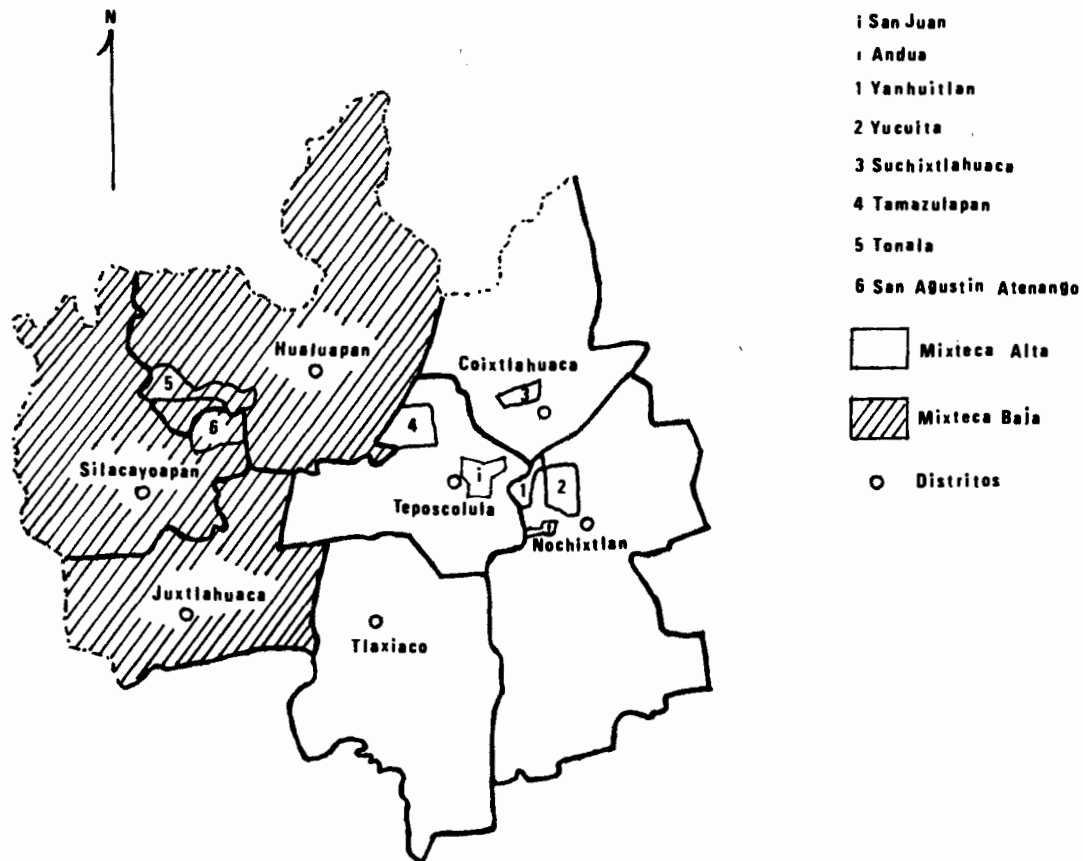 N
i San Juan
ı Andua
1 Yanhuitlan
2 Yucuita
3 Suchixtlahuaca
4 Tamazulapan
5 Tonala
6 San Agustin Atenango
Mixteca Alta
Mixteca Baja
Distritos
Hualuapan
Coixtlahuaca
5
3
6
4
Silacayoapan
i
1
2
Teposcolula
ı
Nochixtlan
Juxtlahuaca
Tlaxiaco